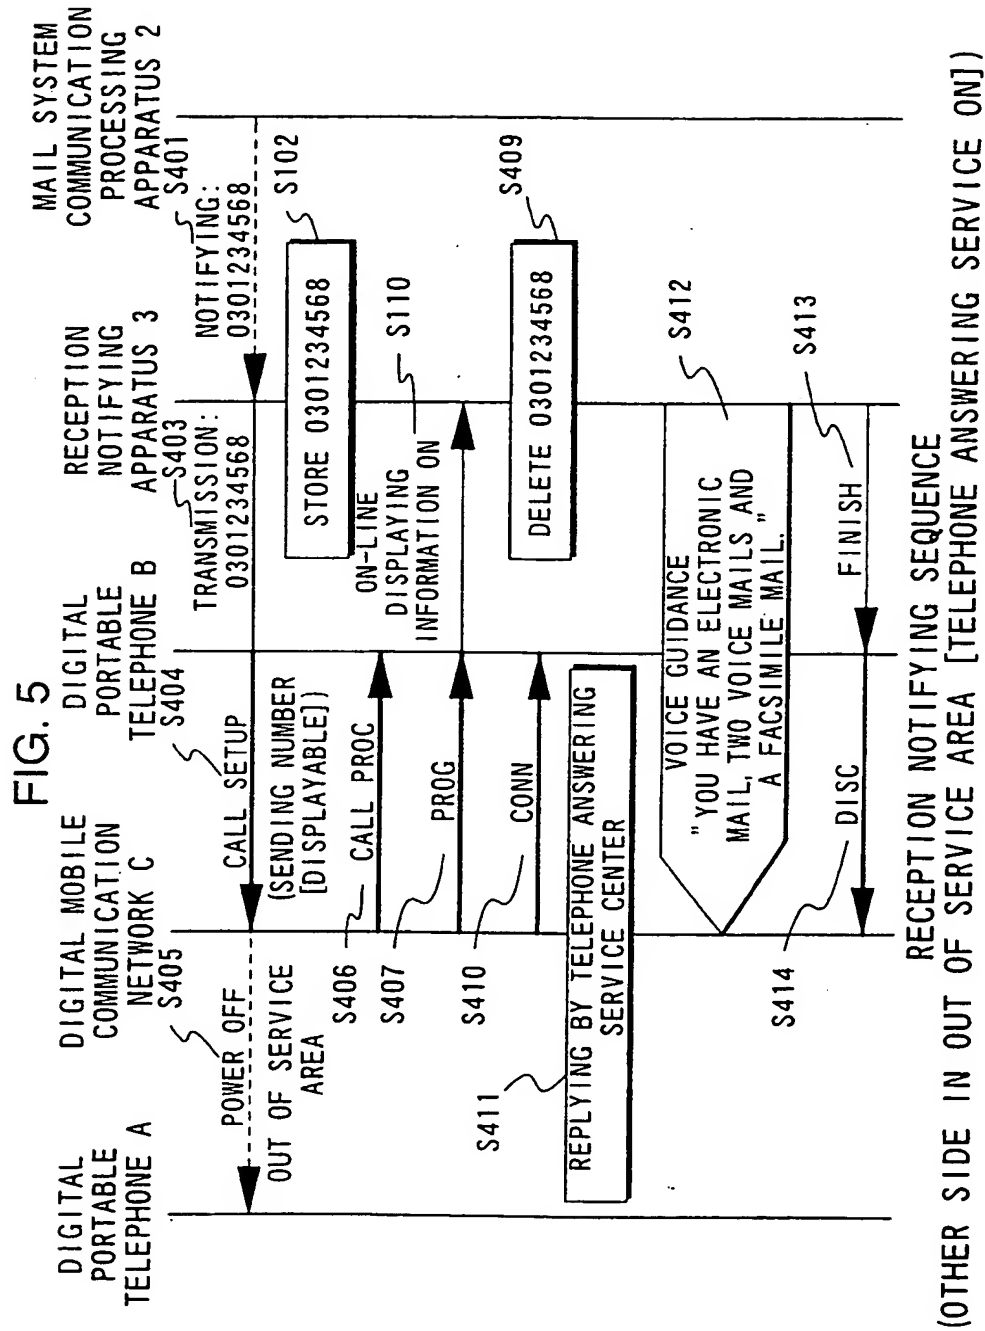 FIG. 5
DIGITAL
PORTABLE
TELEPHONE A
DIGITAL MOBILE
COMMUNICATION
NETWORK C
DIGITAL
PORTABLE
TELEPHONE B
RECEPTION
NOTIFYING
APPARATUS 3
MAIL SYSTEM
COMMUNICATION
PROCESSING
APPARATUS 2
S405
POWER OFF
OUT OF SERVICE
AREA
S404
CALL SETUP
(SENDING NUMBER
[DISPLAYABLE])
S403
TRANSMISSION:
0301234568
S401
NOTIFYING:
0301234568
STORE 0301234568
S102
S406
CALL PROC
ON-LINE
DISPLAYING
INFORMATION ON
S110
S407
PROG
DELETE 0301234568
S409
S410
CONN
S411
REPLYING BY TELEPHONE ANSWERING
SERVICE CENTER
VOICE GUIDANCE
"YOU HAVE AN ELECTRONIC
MAIL, TWO VOICE MAILS AND
A FACSIMILE MAIL."
S412
S414
DISC
FINISH
S413
RECEPTION NOTIFYING SEQUENCE
(OTHER SIDE IN OUT OF SERVICE AREA [TELEPHONE ANSWERING SERVICE ON])